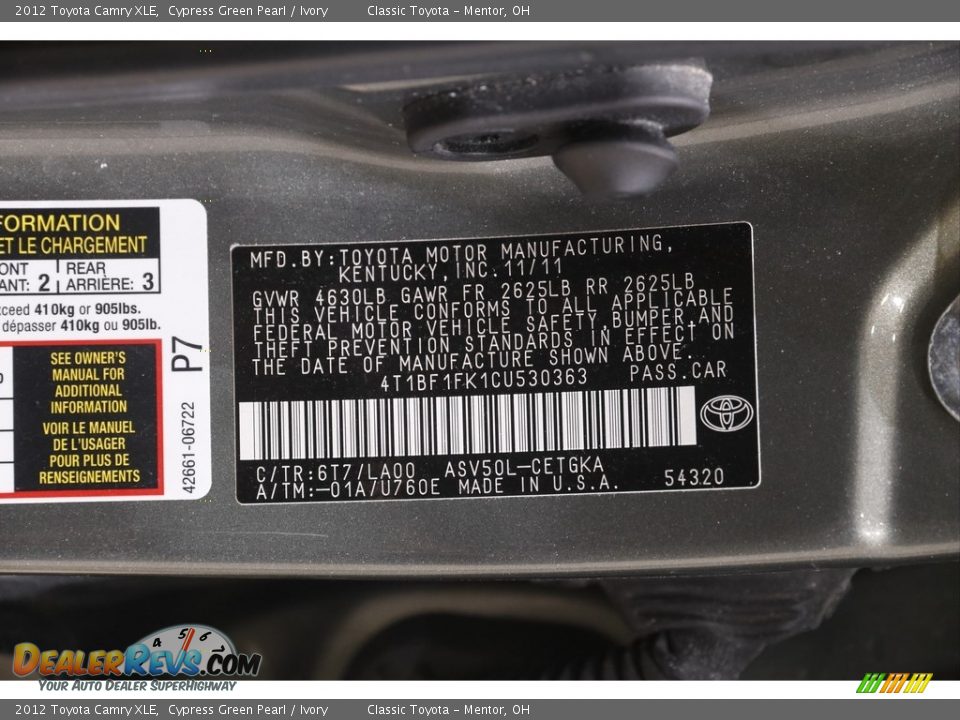 2012 Toyota Camry XLE, Cypress Green Pearl / Ivory Classic Toyota - Mentor, OH
FORMATION
ET LE CHARGEMENT
ONT
ANT: 2
REAR
ARRIÈRE: 3
xceed 410kg or 905lbs.
dépasser 410kg ou 905lb.
SEE OWNER'S
MANUAL FOR
ADDITIONAL
INFORMATION
VOIR LE MANUEL
DE L'USAGER
POUR PLUS DE
RENSEIGNEMENTS
P7
42661-06722
MFD.BY:TOYOTA MOTOR MANUFACTURING,
KENTUCKY,INC.11/11
GVWR 4630LB GAWR FR 2625LB RR 2625LB
THIS VEHICLE CONFORMS TO ALL APPLICABLE
FEDERAL MOTOR VEHICLE SAFETY,BUMPER AND
THEFT PREVENTION STANDARDS IN EFFECT ON
THE DATE OF MANUFACTURE SHOWN ABOVE.
4T1BF1FK1CU530363 PASS.CAR
C/TR:6T7/LA00 ASV50L-CETGKA
A/TM:-01A/U760E MADE IN U.S.A. 54320
4 5 6
DEALERREVS.COM
YOUR AUTO DEALER SUPERHIGHWAY
2012 Toyota Camry XLE, Cypress Green Pearl / Ivory Classic Toyota - Mentor, OH